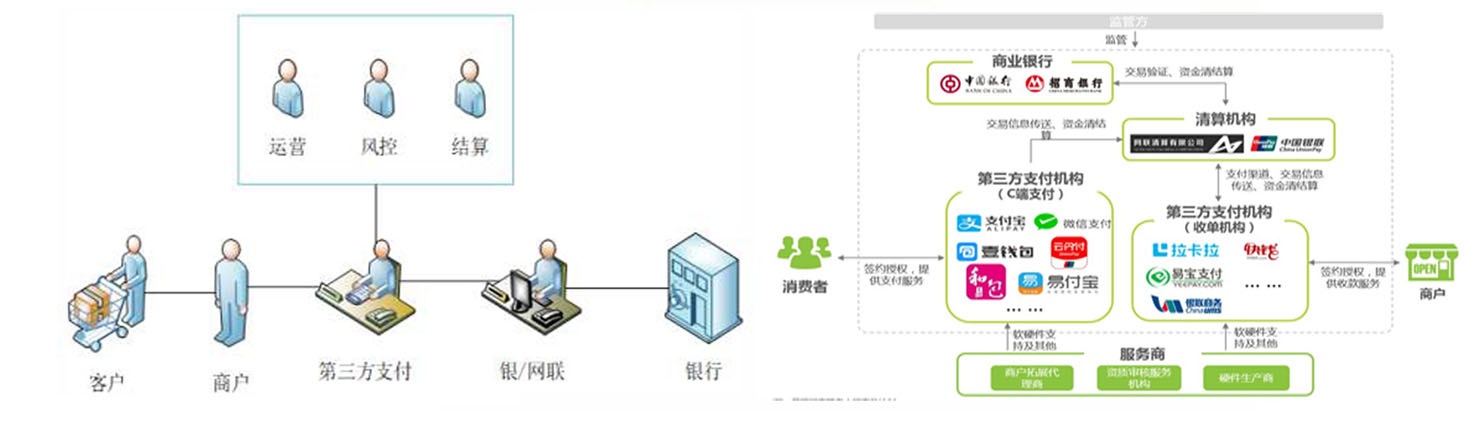 运营
风控
结算
客户
商户
第三方支付
银/网联
银行
监管方
监管
商业银行
中国银行
BANK OF CHINA
招商银行
CHINA MERCHANTS BANK
交易验证、资金清结算
清算机构
网联清算有限公司
UnionPay
银联
中国银联
China UnionPay
交易信息传送、资金清结
算
支付渠道、交易信息
传送、资金清结算
第三方支付机构
（C端支付）
支付宝
ALIPAY
微信支付
壹钱包
云闪付
和包
易付宝
... ...
第三方支付机构
（收单机构）
拉卡拉
快钱
易宝支付
YEEPAY.COM
... ...
银联商务
China ums
消费者
签约授权，提
供支付服务
签约授权，提
供收款服务
OPEN
商户
软硬件支
持及其他
软硬件支
持及其他
服务商
商户拓展代
理商
资质审核服务
机构
硬件生产商